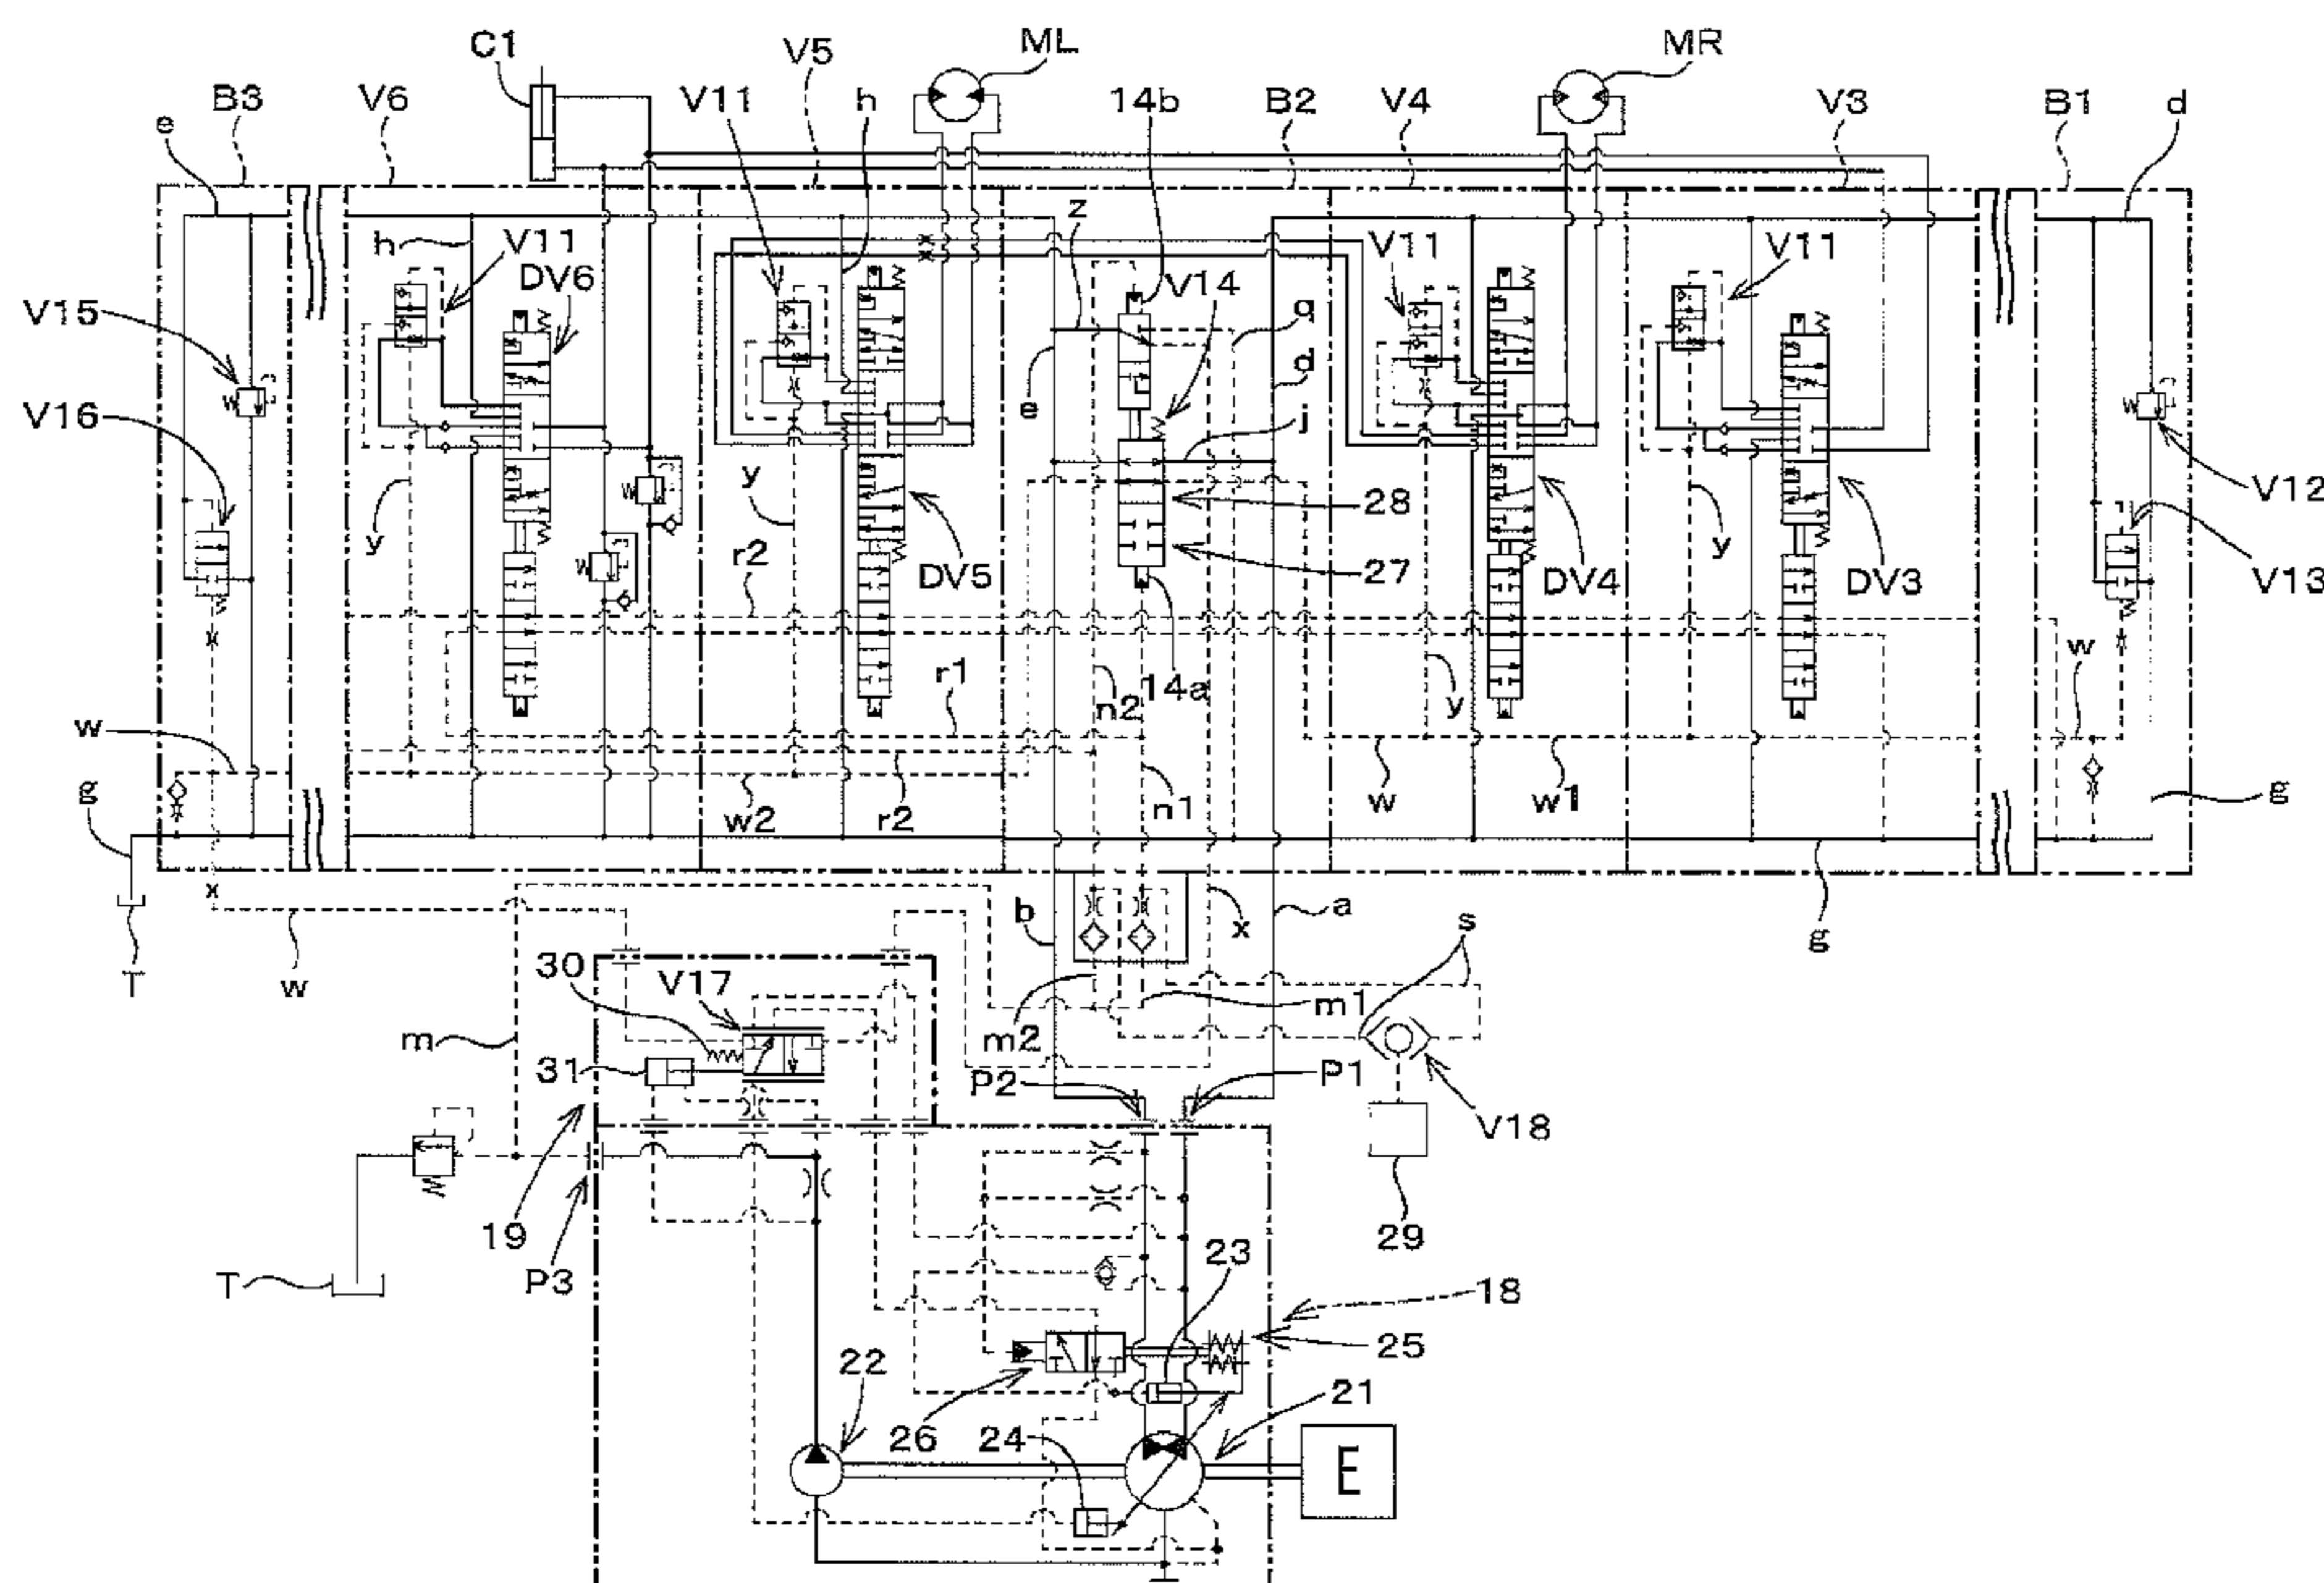 C1
V5
ML
MR
B3
V6
V11
h
14b
B2
V4
V3
B1
d
e
z
h
V11
DV6
V14
q
V11
V11
V15
d
e
j
V16
y
y
28
y
V12
r2
DV5
27
DV4
DV3
V13
r1
14a
n2
y
w
w
g
w2
r2
n1
w
w1
g
x
b
x
a
s
g
T
w
30
V17
m1
m
m2
31
P2
P1
V18
19
P3
23
29
T
18
22
25
26
24
21
E